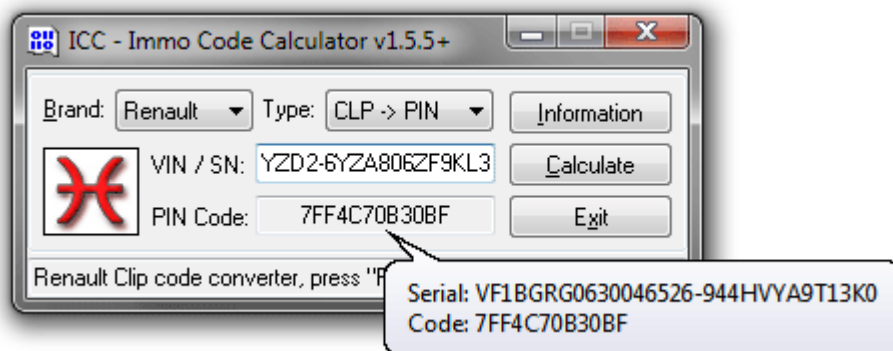 ICC - Immo Code Calculator v1.5.5+
Brand: Renault Type: CLP -> PIN Information
VIN / SN: YZD2-6YZA806ZF9KL3 Calculate
PIN Code: 7FF4C70B30BF Exit
Renault Clip code converter, press "
Serial: VF1BGRG0630046526-944HVYA9T13K0
Code: 7FF4C70B30BF